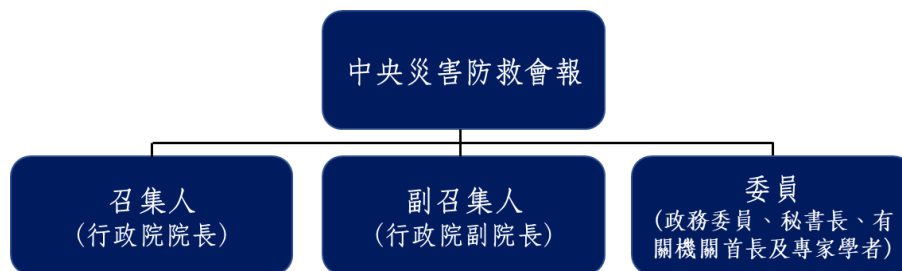 中央災害防救會報
召集人
(行政院院長)
副召集人
(行政院副院長)
委員
(政務委員、秘書長、有
關機關首長及專家學者)